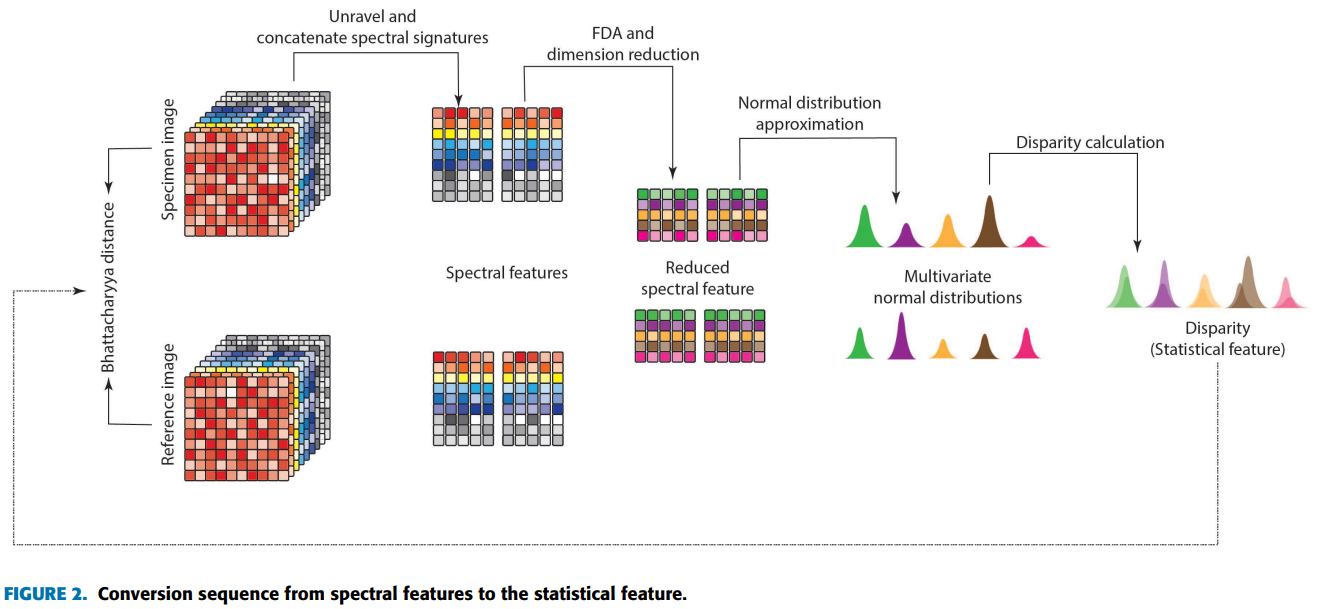 Unravel and
concatenate spectral signatures
FDA and
dimension reduction
Normal distribution
approximation
Disparity calculation
Specimen image
Bhattacharyya distance
Reference image
Spectral features
Reduced
spectral feature
Multivariate
normal distributions
Disparity
(Statistical feature)
FIGURE 2. Conversion sequence from spectral features to the statistical feature.